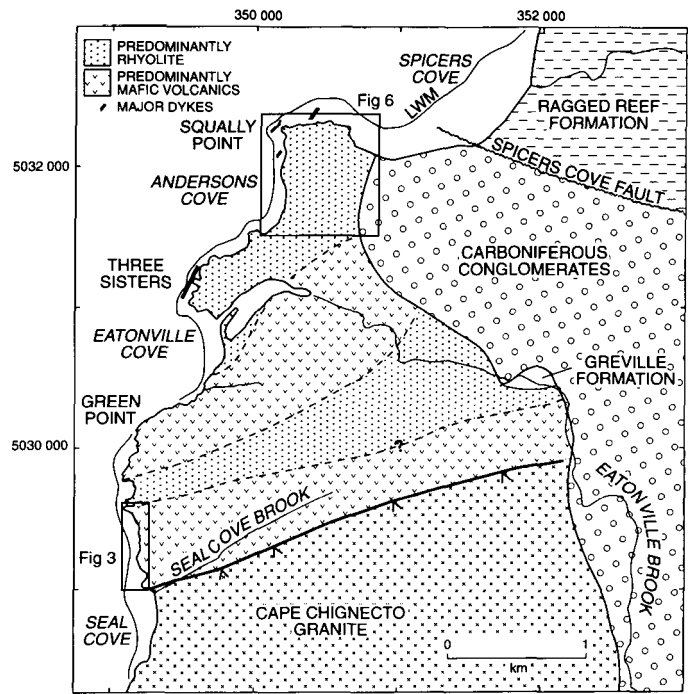 350 000
352 000
PREDOMINANTLY
RHYOLITE
PREDOMINANTLY
MAFIC VOLCANICS
MAJOR DYKES
SPICERS
COVE
LWM
Fig 6
SQUALLY
POINT
RAGGED REEF
FORMATION
5032 000
SPICERS COVE FAULT
ANDERSONS
COVE
CARBONIFEROUS
CONGLOMERATES
THREE
SISTERS
EATONVILLE
COVE
GREVILLE
FORMATION
GREEN
POINT
5030 000
?
EATONVILLE BROOK
SEAL COVE BROOK
Fig 3
SEAL
COVE
CAPE CHIGNECTO
GRANITE
0 1
km